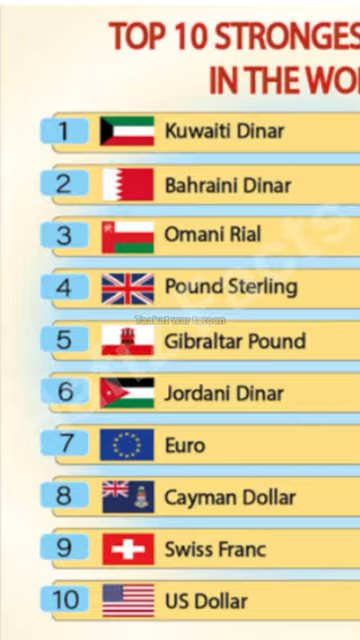 TOP 10 STRONGES
IN THE WO
1 Kuwaiti Dinar
2 Bahraini Dinar
3 Omani Rial
4 Pound Sterling
5 Gibraltar Pound
6 Jordani Dinar
7 Euro
8 Cayman Dollar
9 Swiss Franc
10 US Dollar